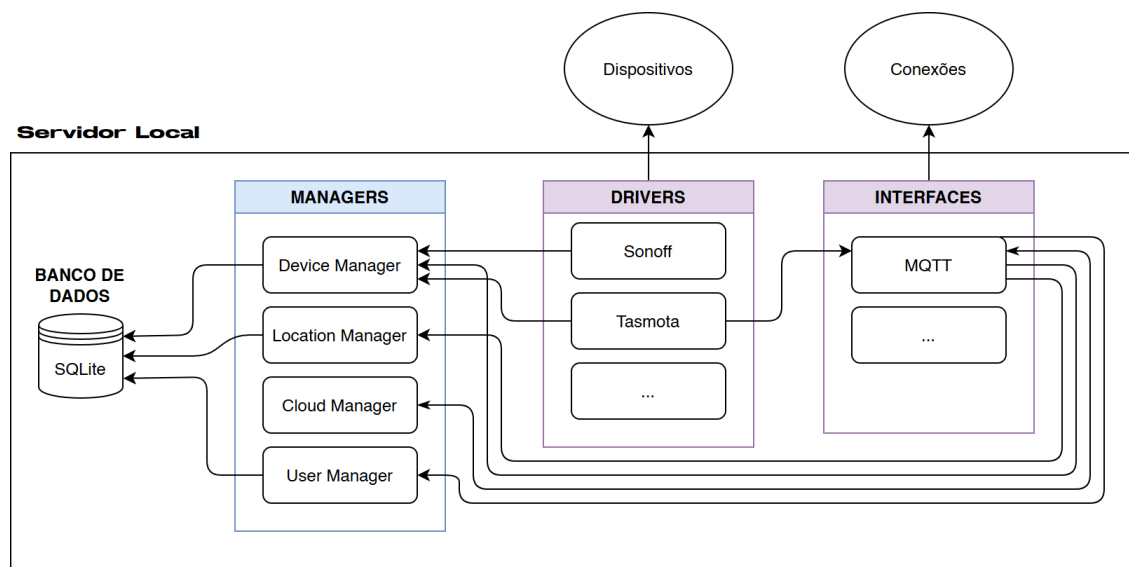 Dispositivos
Conexões
Servidor Local
MANAGERS
DRIVERS
INTERFACES
Device Manager
Sonoff
MQTT
BANCO DE
DADOS
SQLite
Location Manager
Tasmota
...
Cloud Manager
...
User Manager